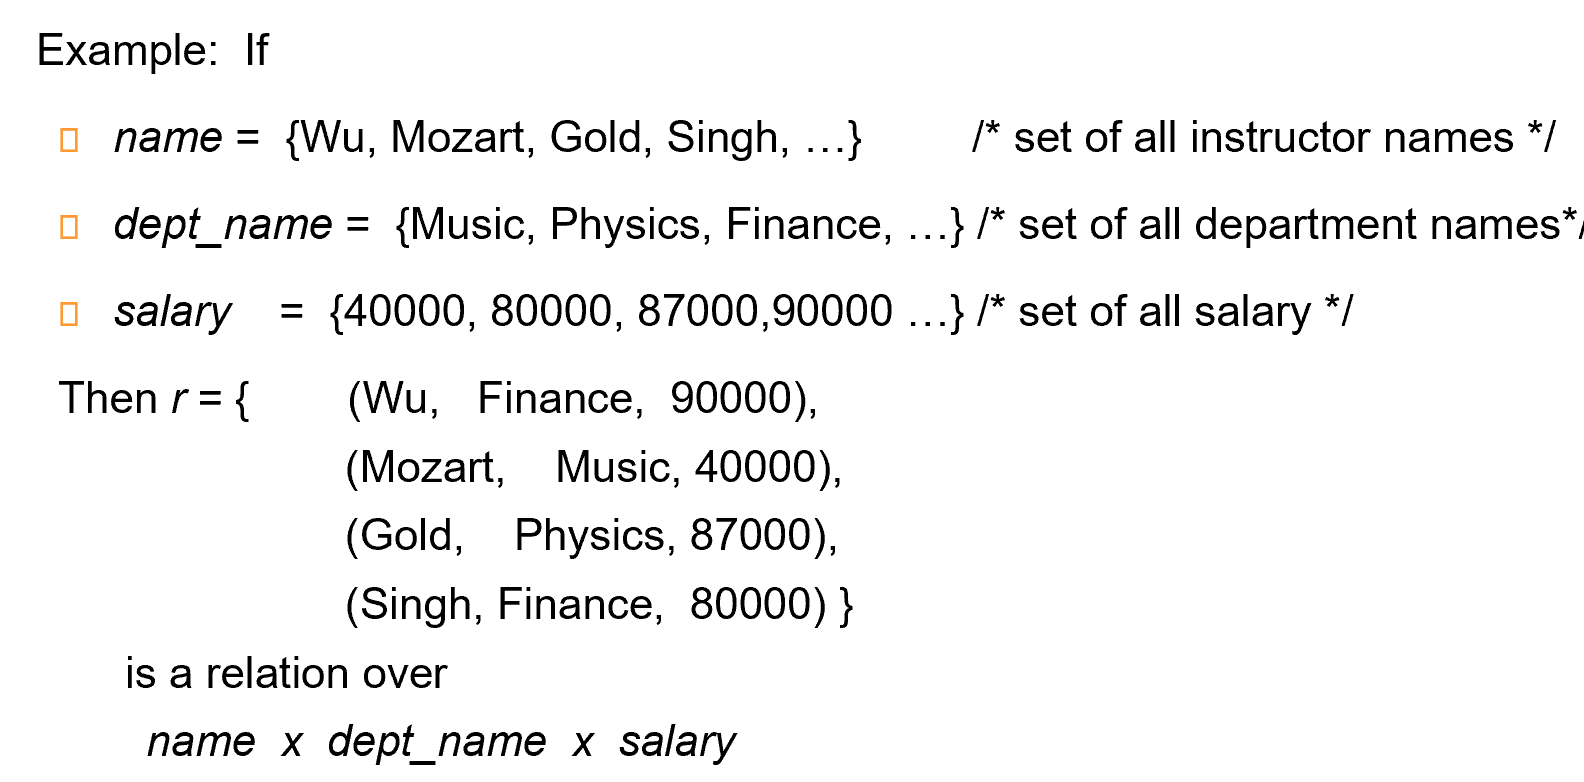 Example: If
name = {Wu, Mozart, Gold, Singh, …} /* set of all instructor names */
dept_name = {Music, Physics, Finance, …} /* set of all department names*/
salary = {40000, 80000, 87000,90000 …} /* set of all salary */
Then r = { (Wu, Finance, 90000),
(Mozart, Music, 40000),
(Gold, Physics, 87000),
(Singh, Finance, 80000) }
is a relation over
name x dept_name x salary